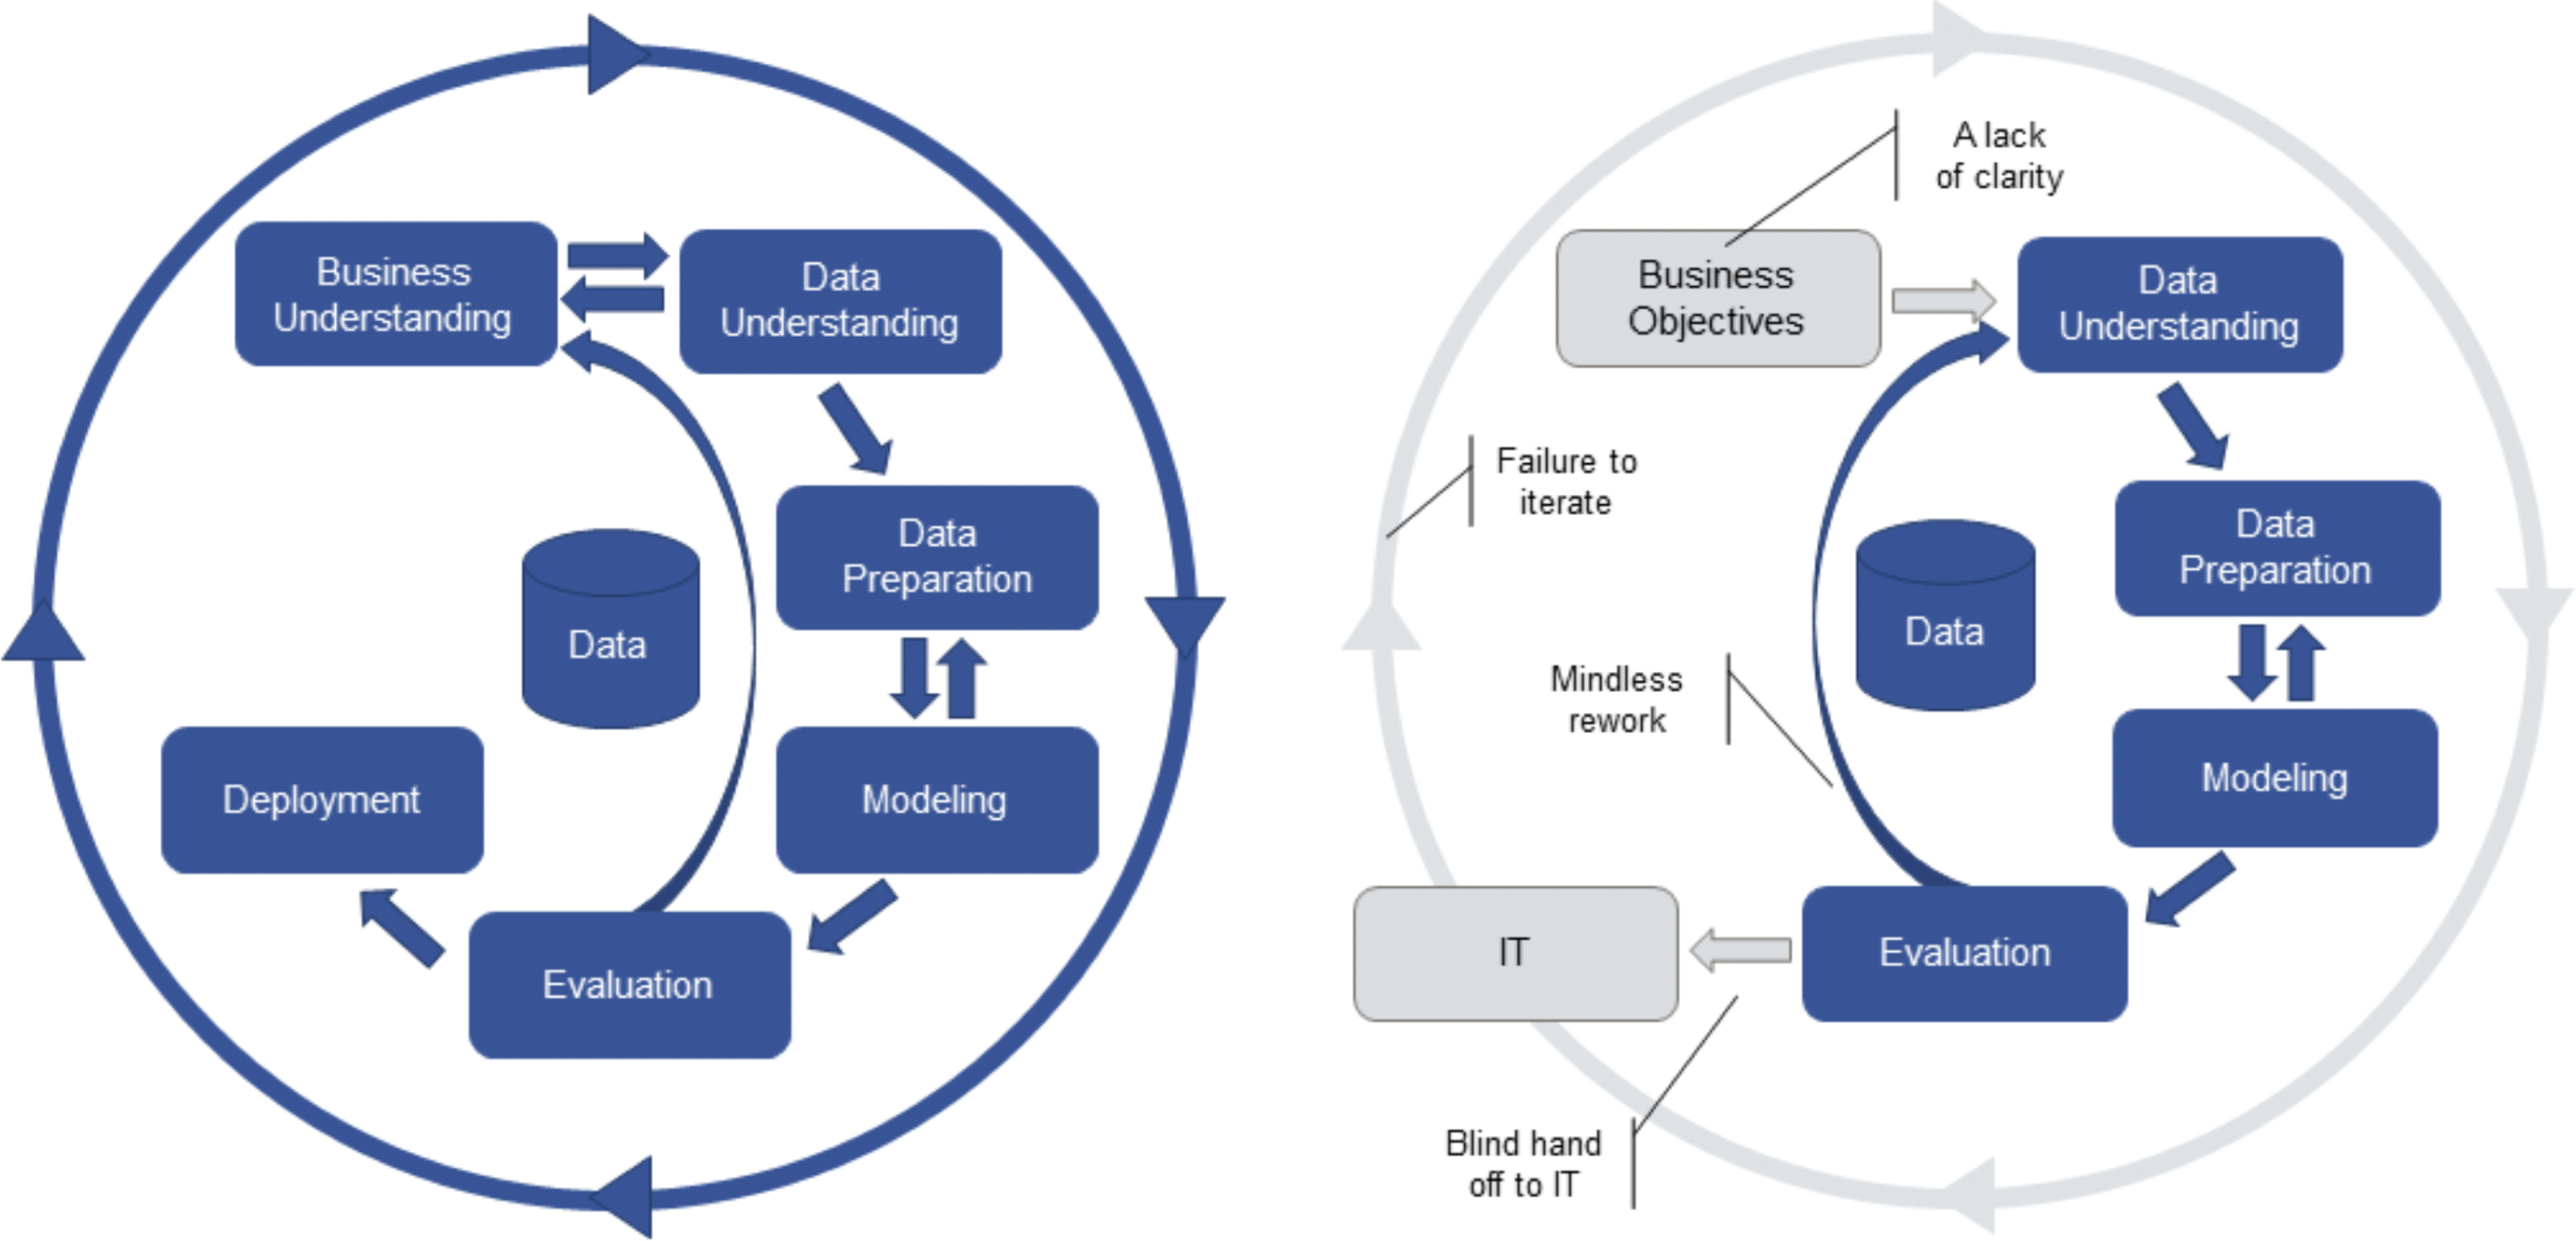 Business
Understanding
Data
Understanding
Data
Preparation
Data
Deployment
Modeling
Evaluation
A lack
of clarity
Business
Objectives
Data
Understanding
Failure to
iterate
Data
Preparation
Data
Mindless
rework
Modeling
IT
Evaluation
Blind hand
off to IT